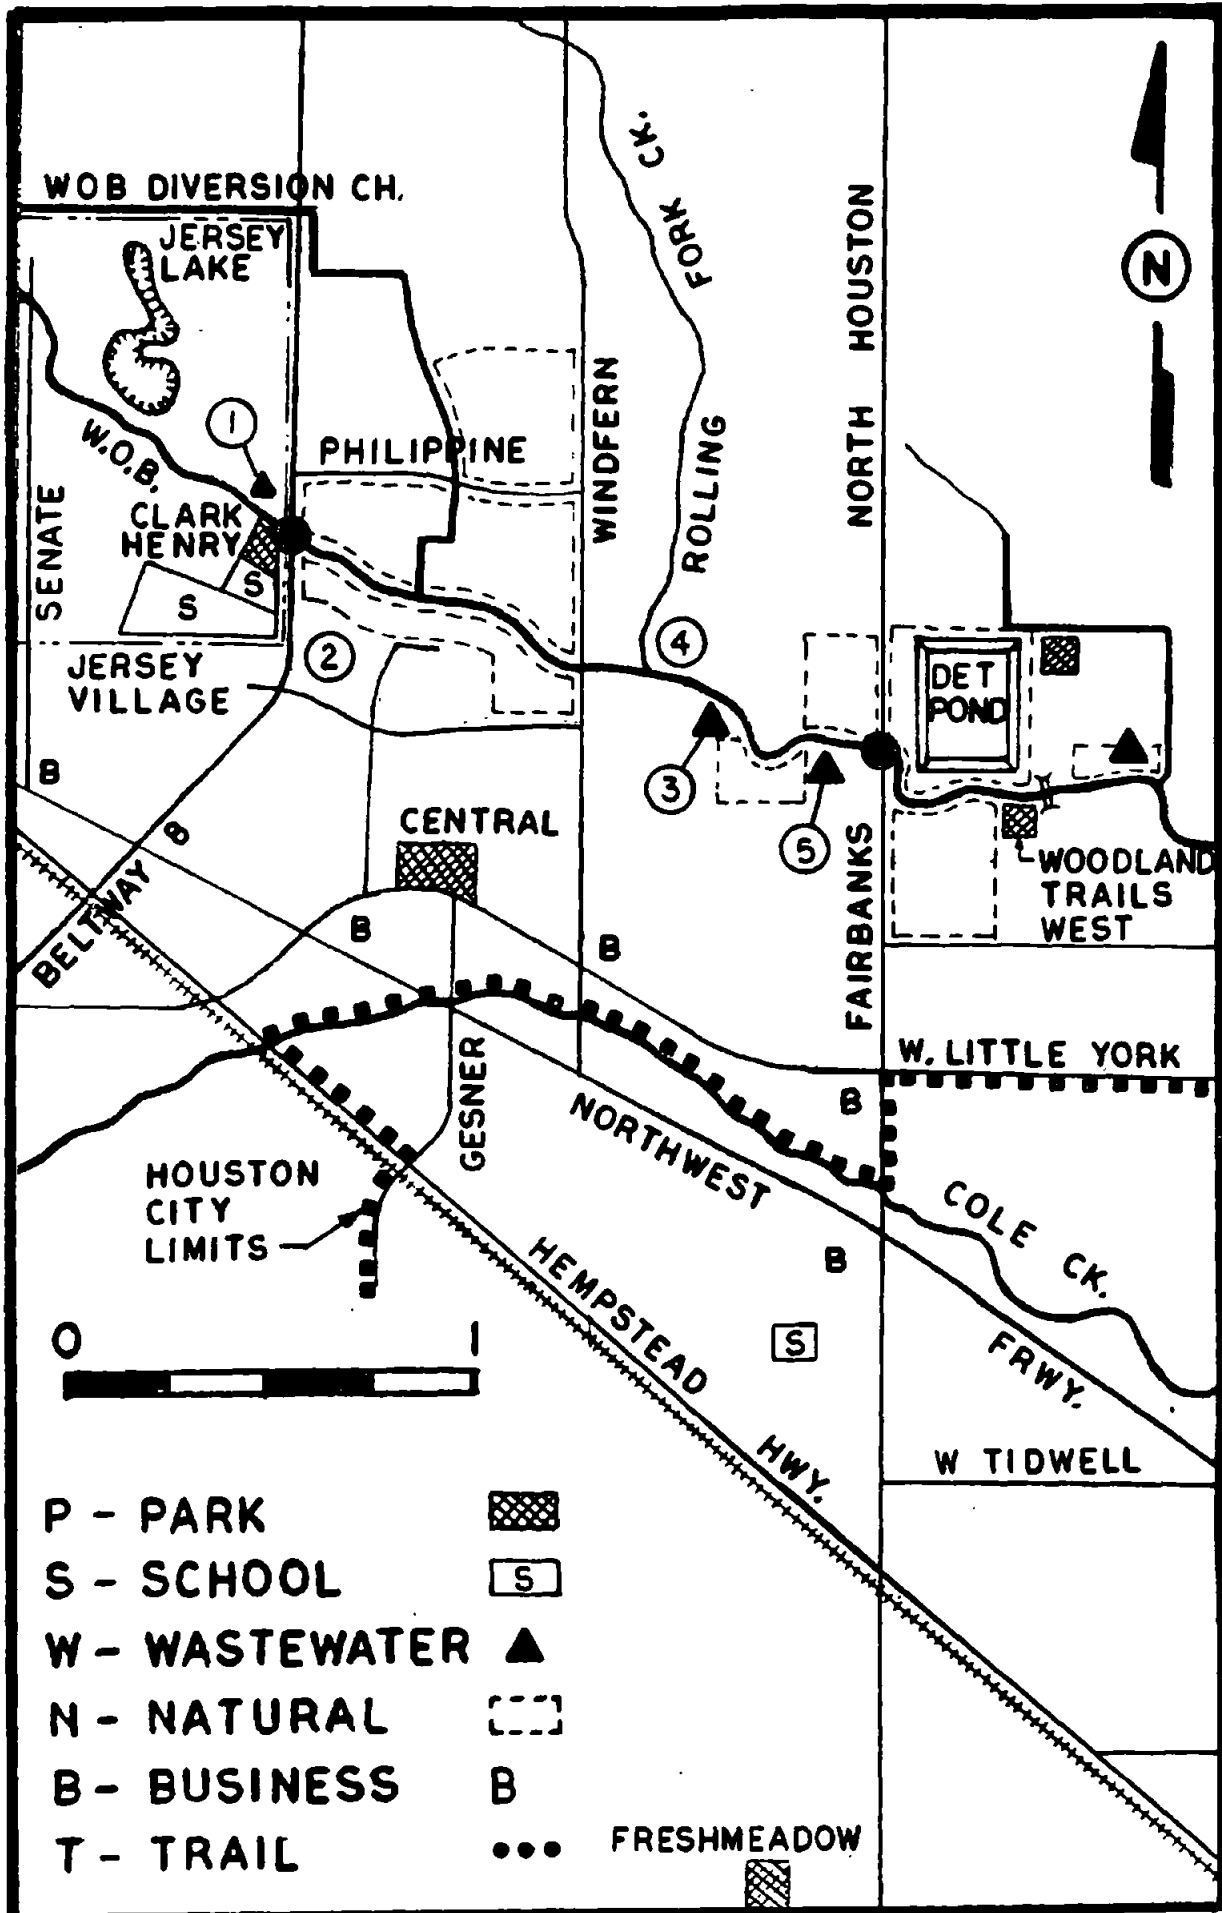 WOB DIVERSION CH.
JERSEY
LAKE
FORK CK.
ROLLING
NORTH HOUSTON
N
1
W.O.B.
PHILIPPINE
WINDFERN
SENATE
CLARK
HENRY
S
S
2
JERSEY
VILLAGE
4
3
5
DET
POND
B
B
BELTWAY
CENTRAL
B
B
FAIRBANKS
WOODLAND
TRAILS
WEST
W. LITTLE YORK
B
GESNER
NORTHWEST
FRWY.
COLE CK.
HOUSTON
CITY
LIMITS
B
HEMPSTEAD
HWY.
S
W TIDWELL
0 1
P - PARK
S - SCHOOL S
W - WASTEWATER
N - NATURAL
B - BUSINESS B
T - TRAIL
FRESHMEADOW